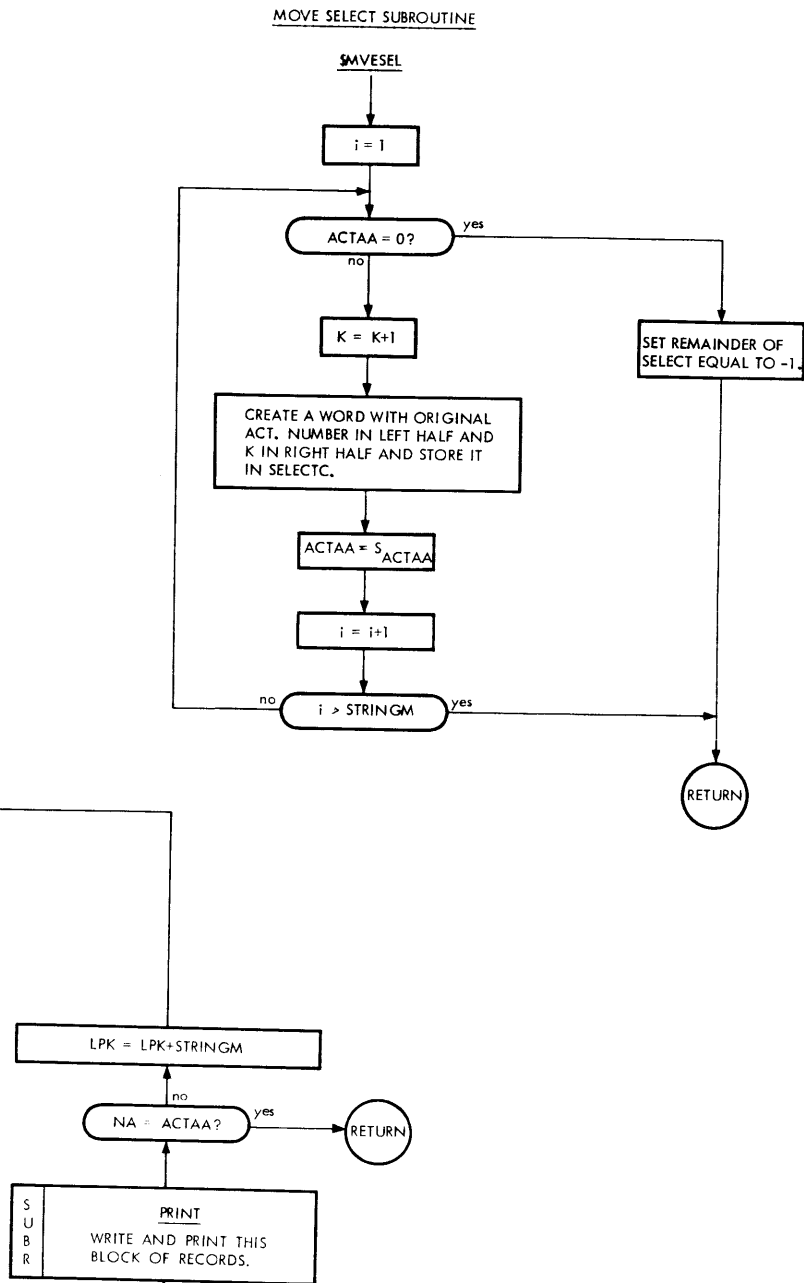 MOVE SELECT SUBROUTINE
$MVESEL
i = 1
ACTAA = 0?
yes
no
K = K+1
SET REMAINDER OF
SELECT EQUAL TO -1.
CREATE A WORD WITH ORIGINAL
ACT. NUMBER IN LEFT HALF AND
K IN RIGHT HALF AND STORE IT
IN SELECTC.
ACTAA = S ACTAA
i = i+1
no
i > STRINGM
yes
RETURN
LPK = LPK+STRINGM
no
NA = ACTAA?
yes
RETURN
SUBR
PRINT
WRITE AND PRINT THIS
BLOCK OF RECORDS.